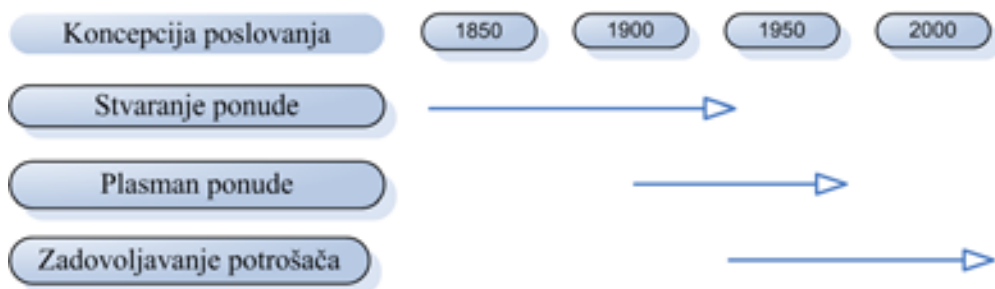 Koncepcija poslovanja 1850 1900 1950 2000
Stvaranje ponude
Plasman ponude
Zadovoljavanje potrošača